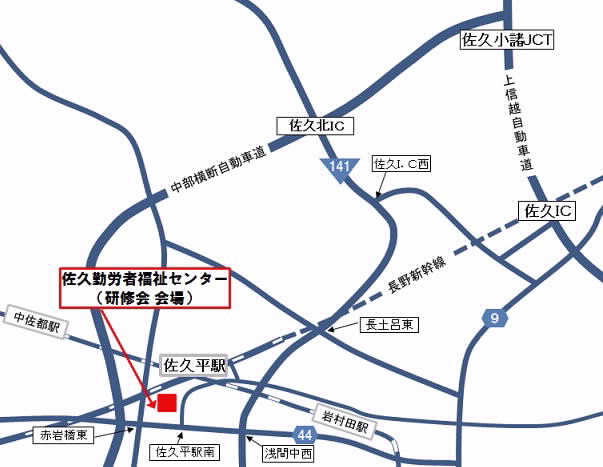 佐久小諸JCT
上信越自動車道
佐久北IC
141
佐久I.C西
中部横断自動車道
佐久IC
佐久勤労者福祉センター
（研修会 会場）
長野新幹線
中佐都駅
長土呂東
9
佐久平駅
岩村田駅
赤岩橋東
佐久平駅南
浅間中西
44